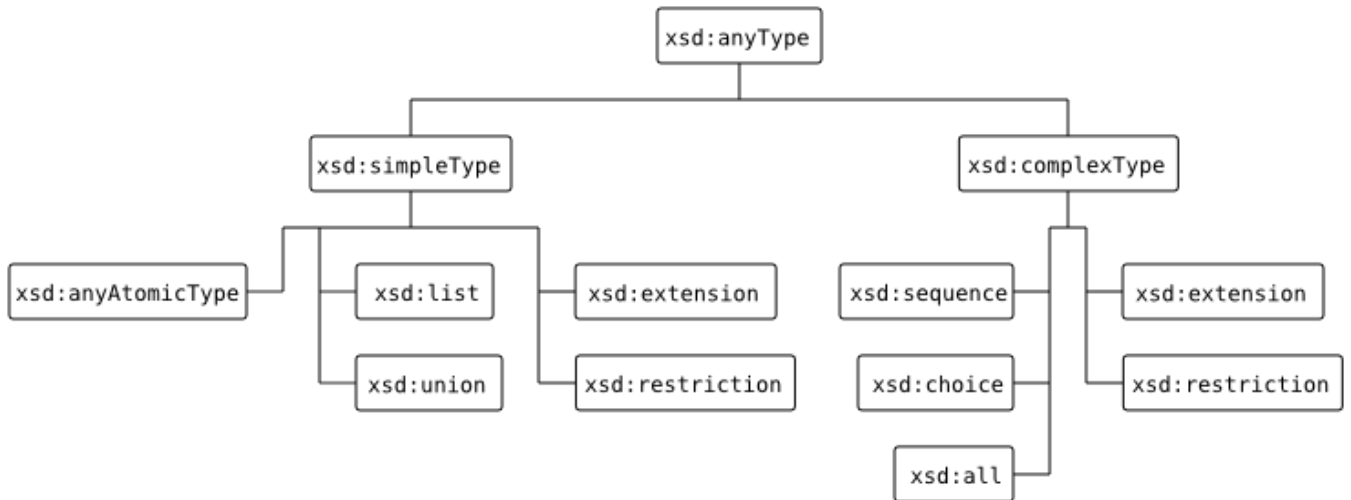 xsd:anyType
xsd:simpleType
xsd:complexType
xsd:anyAtomicType
xsd:list
xsd:extension
xsd:sequence
xsd:extension
xsd:union
xsd:restriction
xsd:choice
xsd:restriction
xsd:all